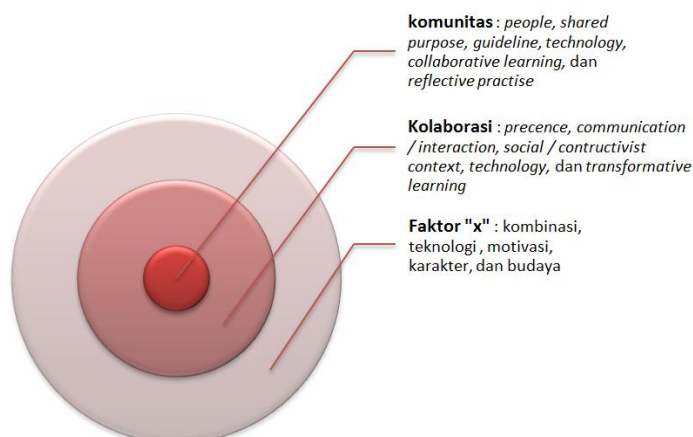 komunitas : people, shared
purpose, guideline, technology,
collaborative learning, dan
reflective practise
Kolaborasi : precence, communication
/ interaction, social / contructivist
context, technology, dan transformative
learning
Faktor "x" : kombinasi,
teknologi , motivasi,
karakter, dan budaya